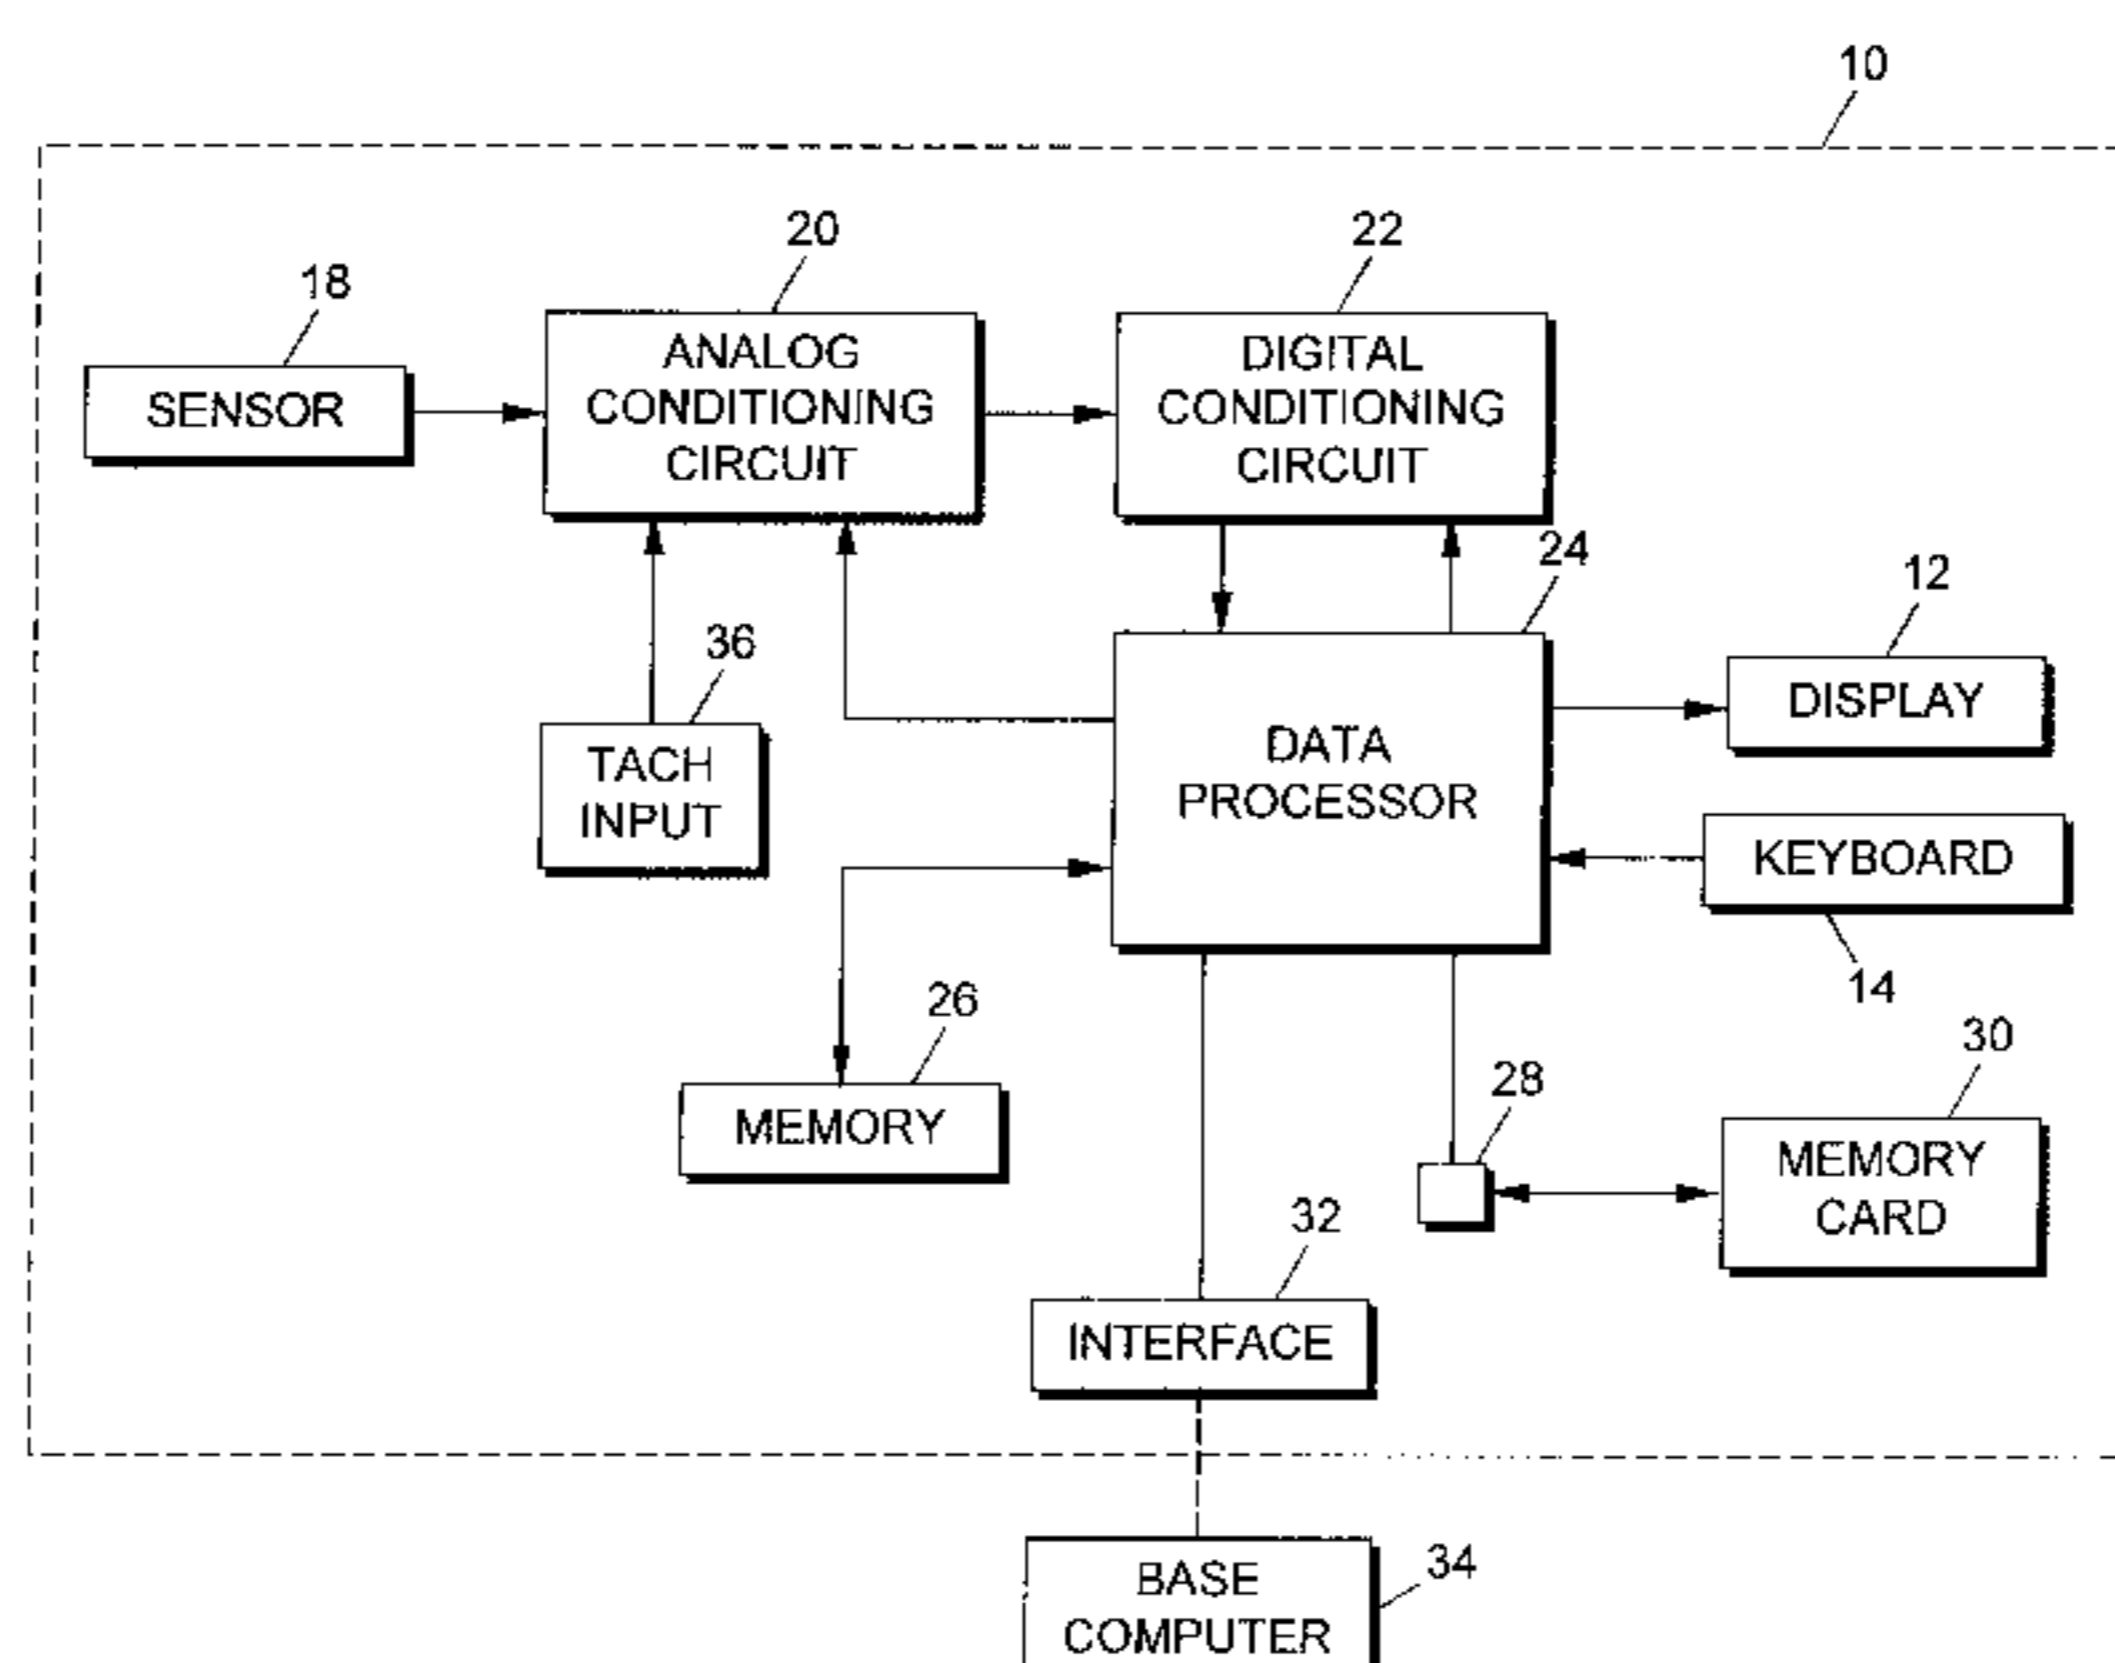 10
20
22
18
ANALOG
CONDITIONING
CIRCUIT
DIGITAL
CONDITIONING
CIRCUIT
SENSOR
24
12
36
DISPLAY
TACH
INPUT
DATA
PROCESSOR
KEYBOARD
14
26
30
28
MEMORY
MEMORY
CARD
32
INTERFACE
34
BASE
COMPUTER